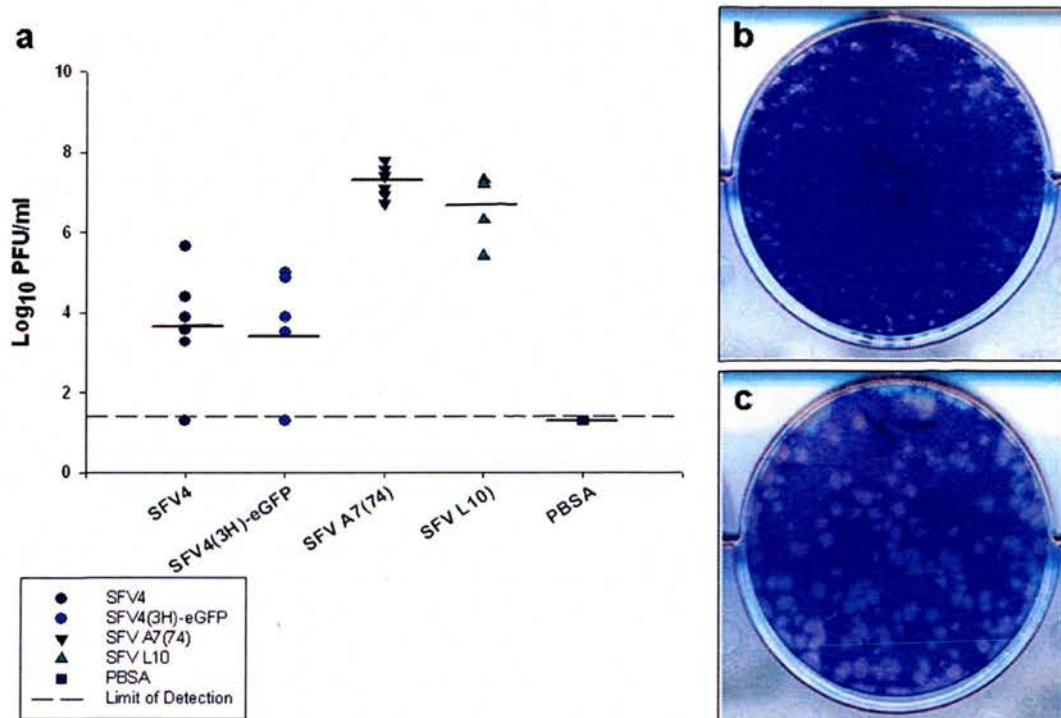 a
10
8
6
4
2
0
Log10 PFU/ml
SFV4
SFV4(3H)-eGFP
SFV A7(74)
SFV L10)
PBSA
SFV4
SFV4(3H)-eGFP
SFV A7(74)
SFV L10
PBSA
Limit of Detection
b
c